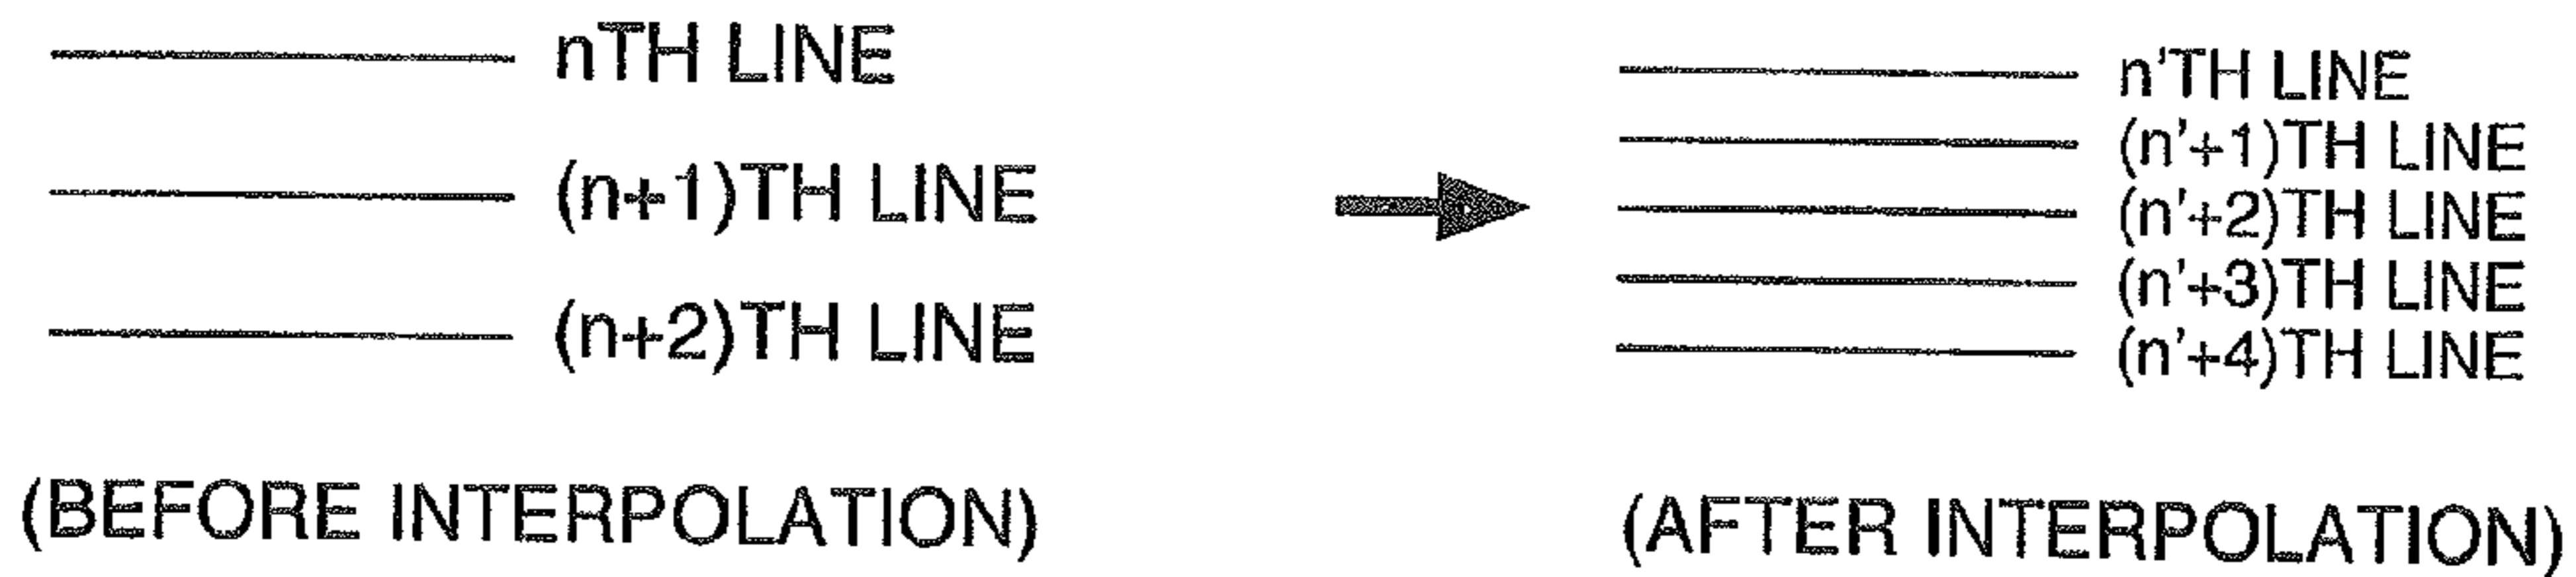 nTH LINE
(n+1)TH LINE
(n+2)TH LINE
(BEFORE INTERPOLATION)
n'TH LINE
(n'+1)TH LINE
(n'+2)TH LINE
(n'+3)TH LINE
(n'+4)TH LINE
(AFTER INTERPOLATION)